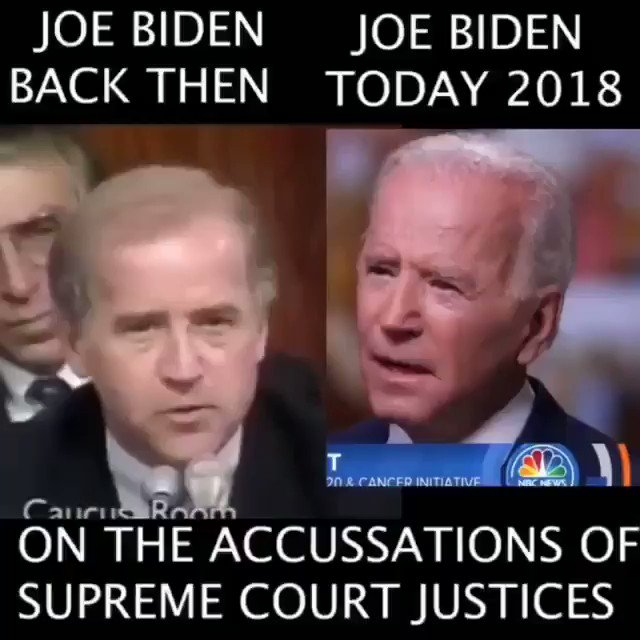 JOE BIDEN
BACK THEN
JOE BIDEN
TODAY 2018
T
20 & CANCER INITIATIVE
NBC NEWS
Caucus Room
ON THE ACCUSSATIONS OF
SUPREME COURT JUSTICES